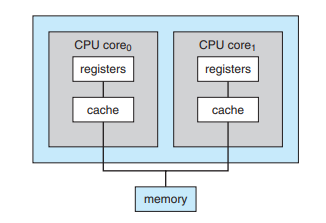 CPU core₀
registers
cache
CPU core₁
registers
cache
memory